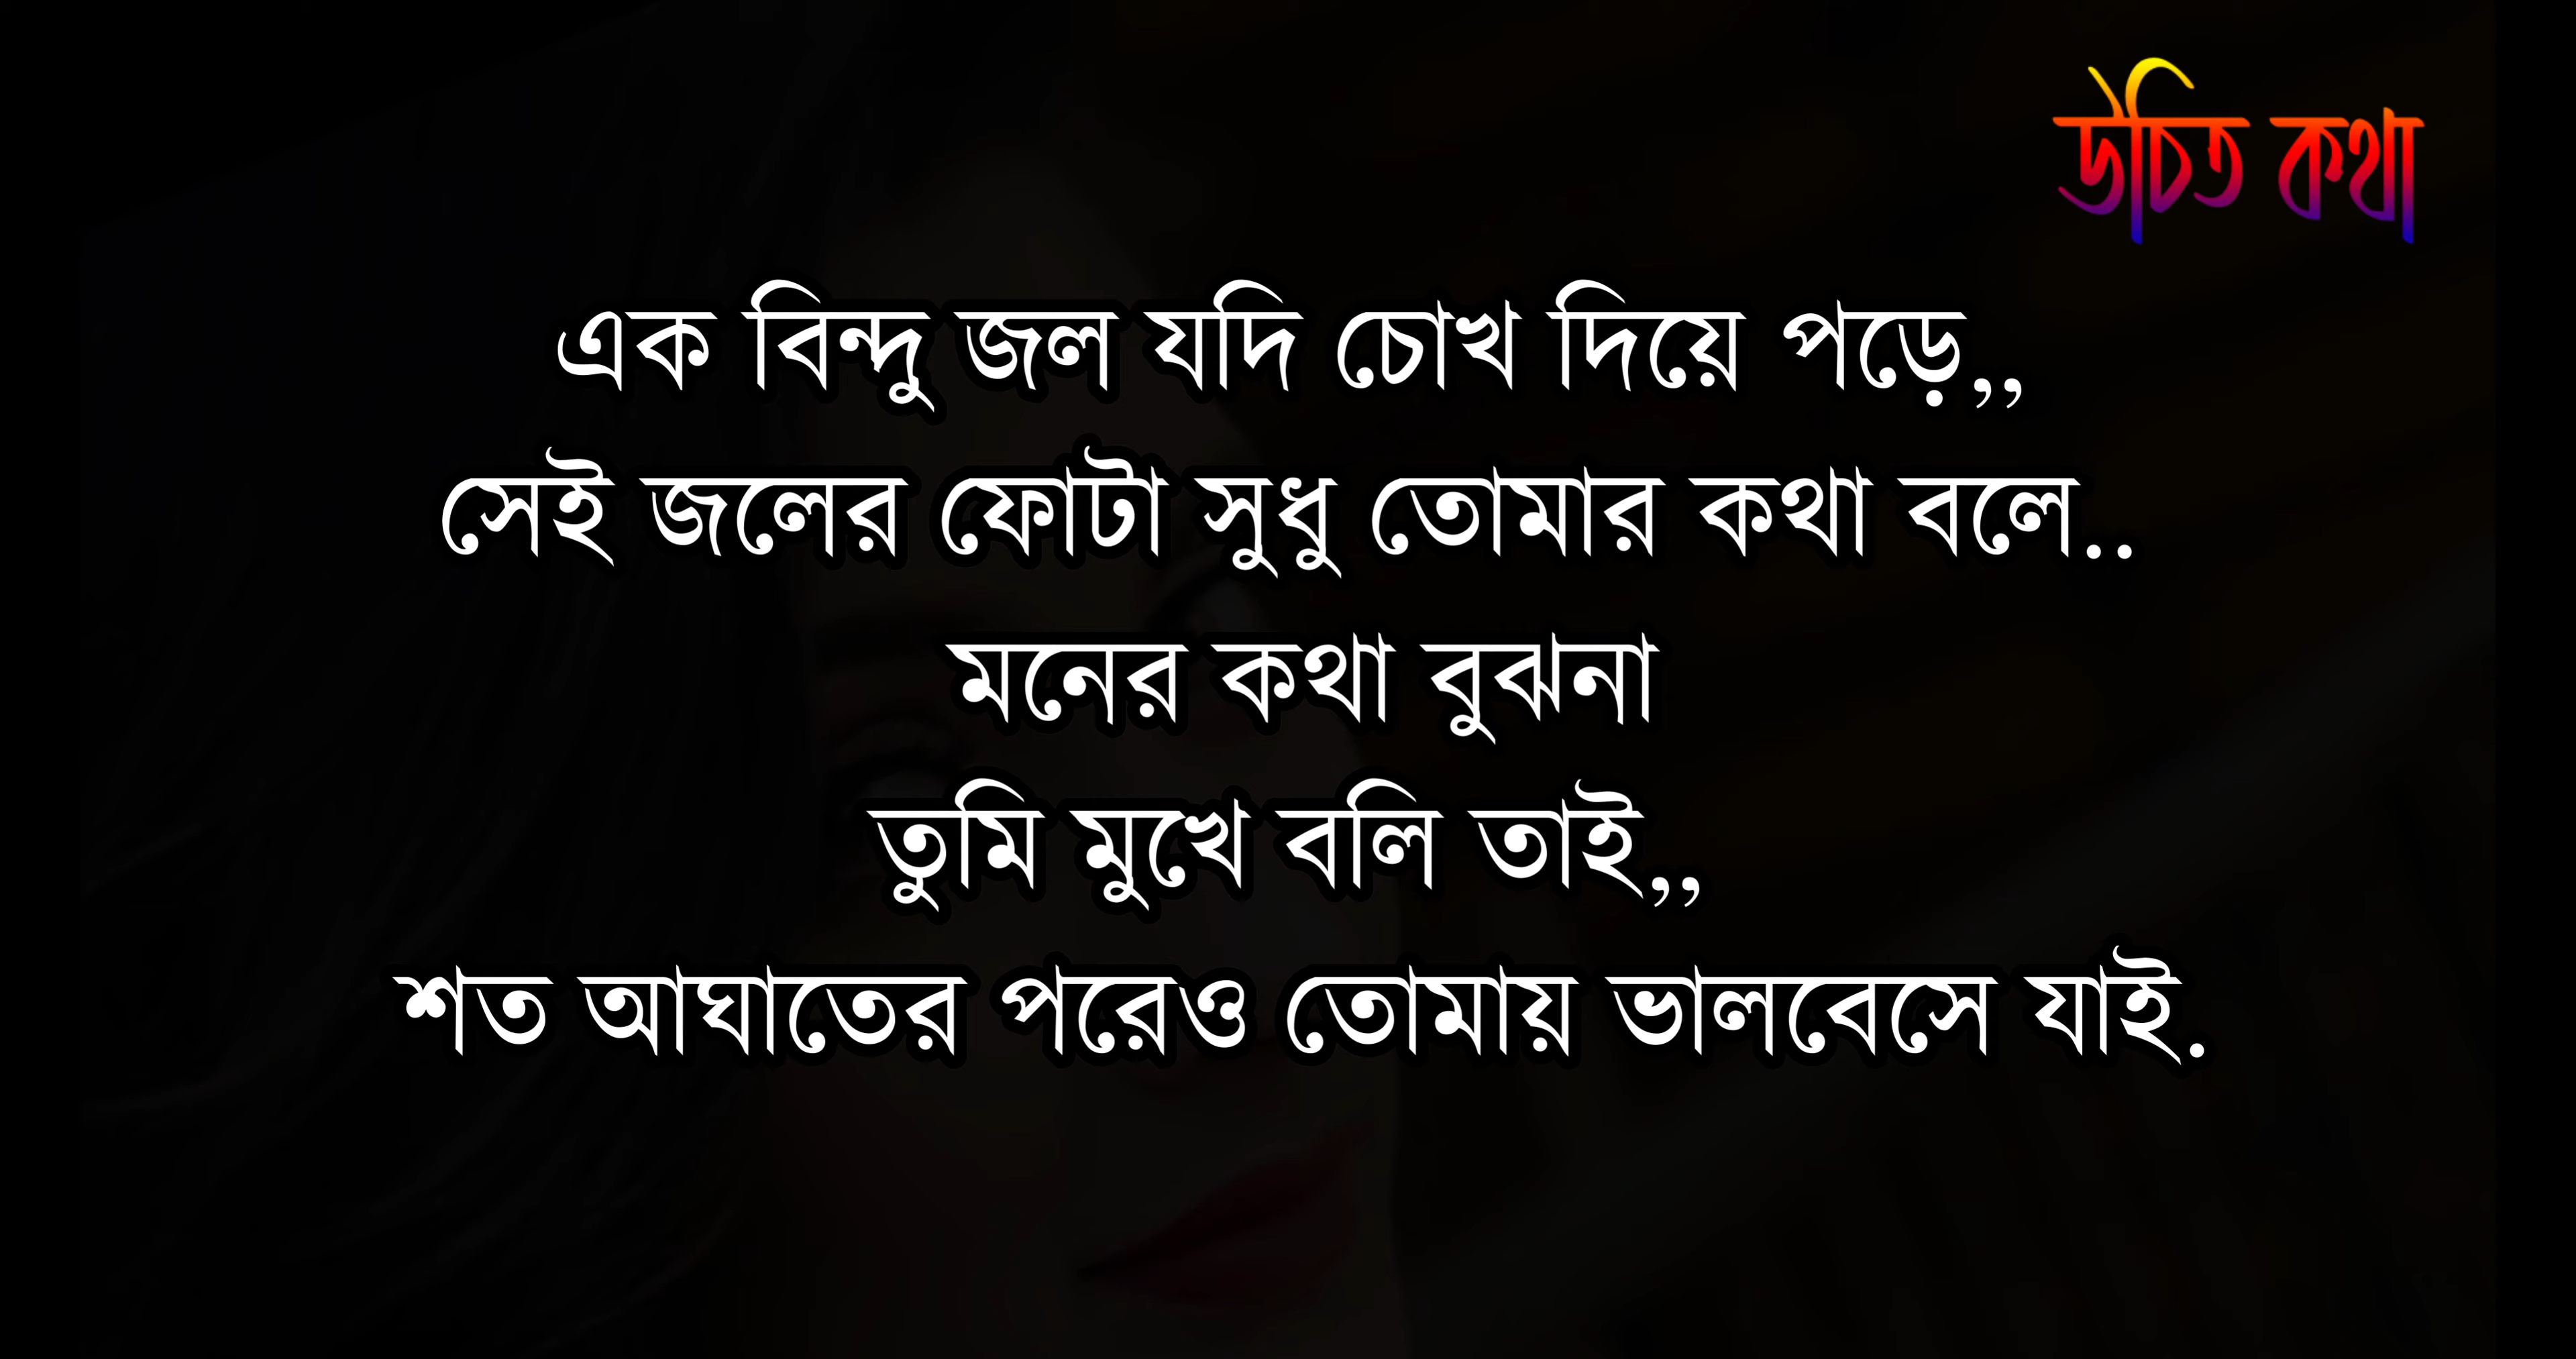 উচিত কথা
এক বিন্দু জল যদি চোখ দিয়ে পড়ে,,
সেই জলের ফোটা সুধু তোমার কথা বলে..
মনের কথা বুঝনা
তুমি মুখে বলি তাই,,
শত আঘাতের পরেও তোমায় ভালবেসে যাই.